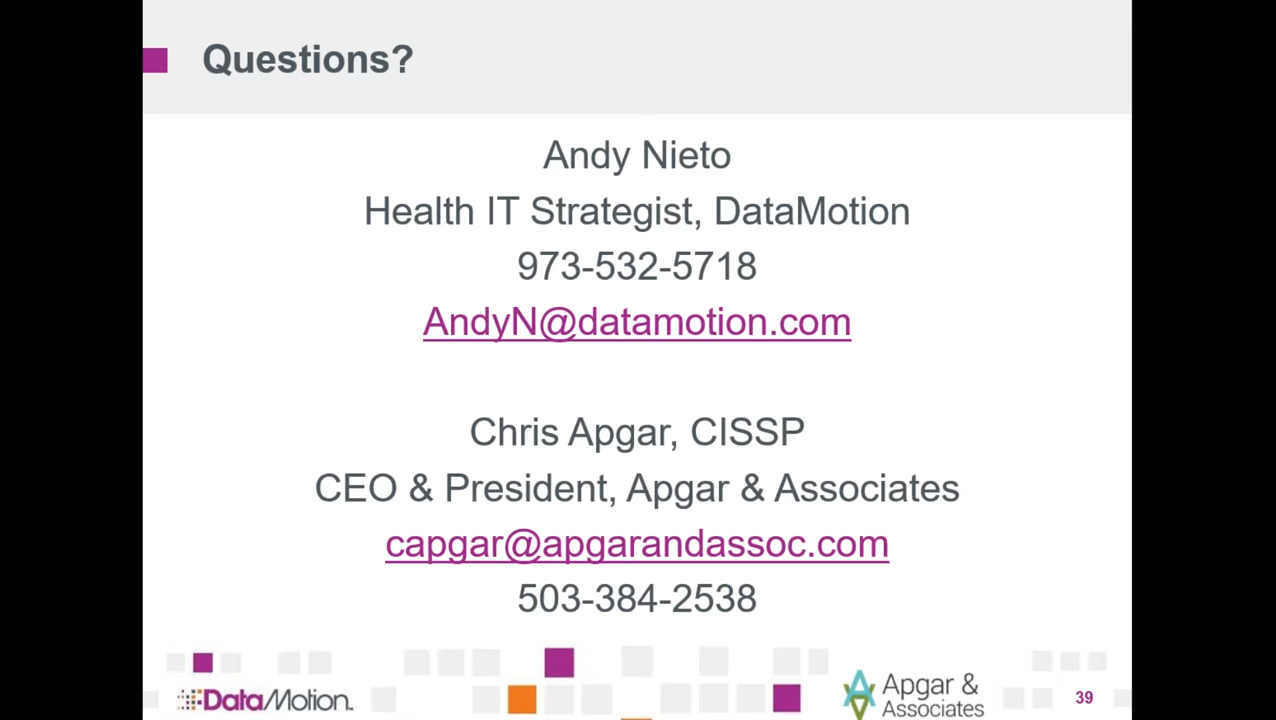 Questions?
Andy Nieto
Health IT Strategist, DataMotion
973-532-5718
AndyN@datamotion.com
Chris Apgar, CISSP
CEO & President, Apgar & Associates
capgar@apgarandassoc.com
503-384-2538
DataMotion
Apgar &
Associates
39